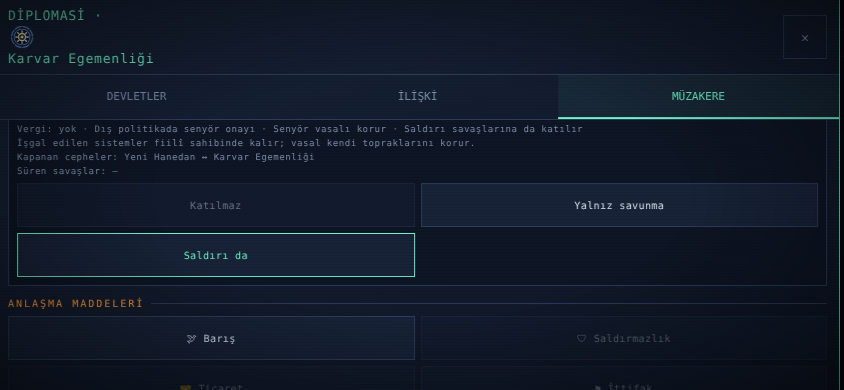 DİPLOMASİ ·
Karvar Egemenliği
×
DEVLETLER
İLİŞKİ
MÜZAKERE
Vergi: yok · Dış politikada senyör onayı · Senyör vasalı korur · Saldırı savaşlarına da katılır
İşgal edilen sistemler fiilî sahibinde kalır; vasal kendi topraklarını korur.
Kapanan cepheler: Yeni Hanedan ↔ Karvar Egemenliği
Süren savaşlar: —
Katılmaz
Yalnız savunma
Saldırı da
ANLAŞMA MADDELERİ
🕊 Barış
🛡 Saldırmazlık
🤝 Ticaret
⚑ İttifak